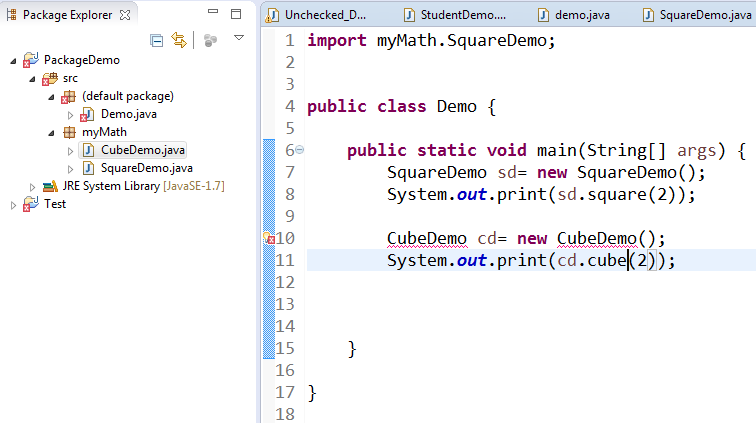 Package Explorer
PackageDemo
src
(default package)
Demo.java
myMath
CubeDemo.java
SquareDemo.java
JRE System Library [JavaSE-1.7]
Test
Unchecked_D... StudentDemo.... demo.java SquareDemo.java
1 import myMath.SquareDemo;
2
3
4 public class Demo {
5
6 public static void main(String[] args) {
7 SquareDemo sd= new SquareDemo();
8 System.out.print(sd.square(2));
9
10 CubeDemo cd= new CubeDemo();
11 System.out.print(cd.cube(2));
12
13
14
15 }
16
17 }
18